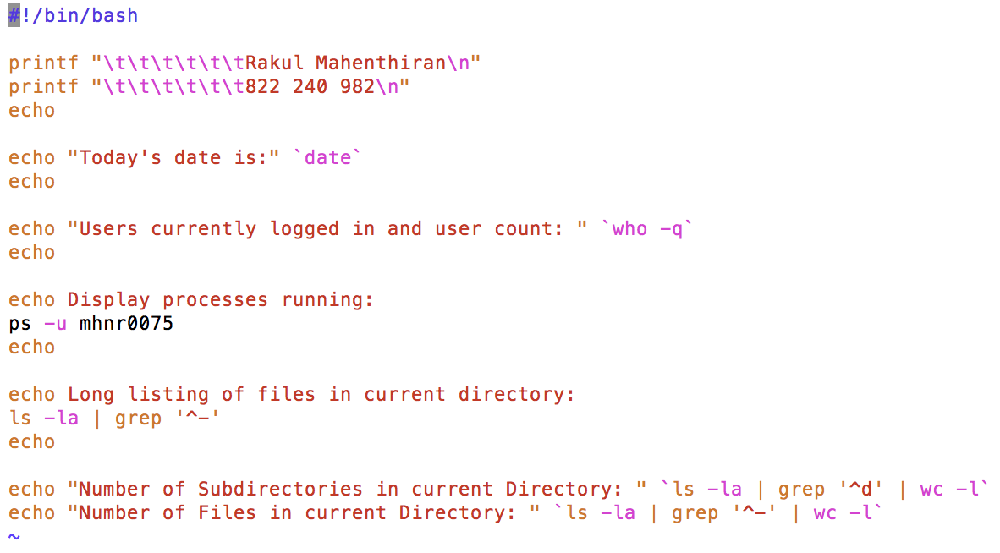 #!/bin/bash

printf "\t\t\t\t\t\tRakul Mahenthiran\n"
printf "\t\t\t\t\t\t822 240 982\n"
echo

echo "Today's date is:" `date`
echo

echo "Users currently logged in and user count: " `who -q`
echo

echo Display processes running:
ps -u mhnr0075
echo

echo Long listing of files in current directory:
ls -la | grep '^-'
echo

echo "Number of Subdirectories in current Directory: " `ls -la | grep '^d' | wc -l`
echo "Number of Files in current Directory: " `ls -la | grep '^-' | wc -l`
~